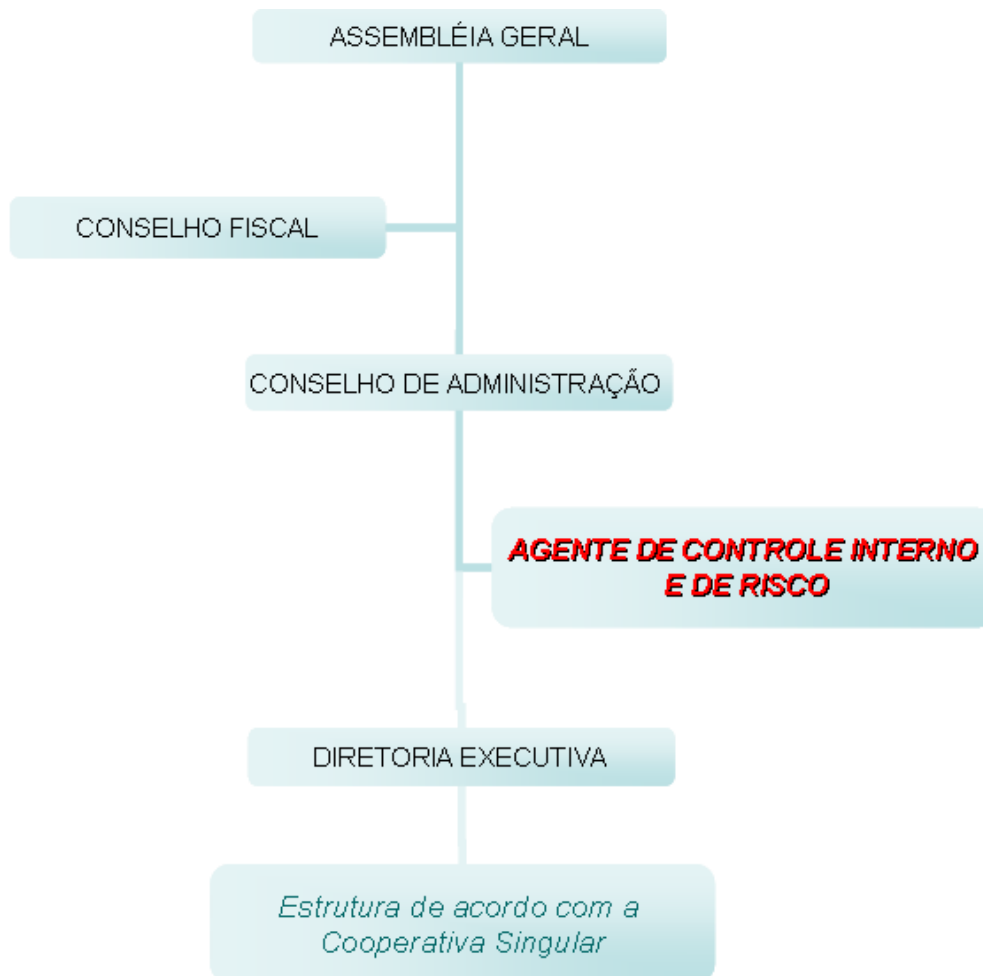 ASSEMBLÉIA GERAL
CONSELHO FISCAL
CONSELHO DE ADMINISTRAÇÃO
AGENTE DE CONTROLE INTERNO
E DE RISCO
DIRETORIA EXECUTIVA
Estrutura de acordo com a
Cooperativa Singular